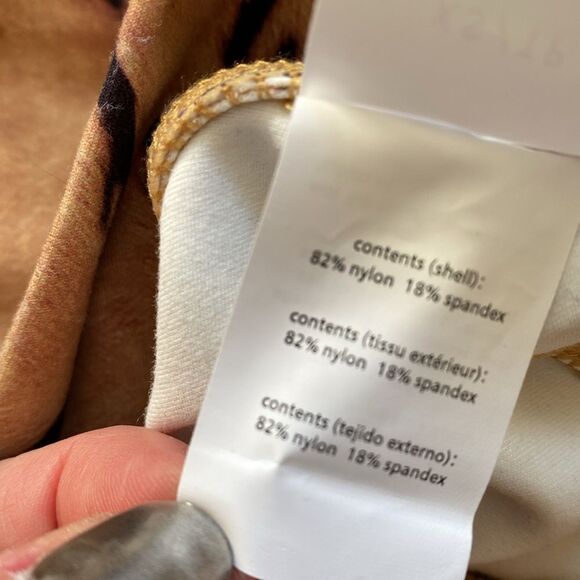 contents (shell):
82% nylon 18% spandex
contents (tissu extérieur):
82% nylon 18% spandex
contents (tejido externo):
82% nylon 18% spandex